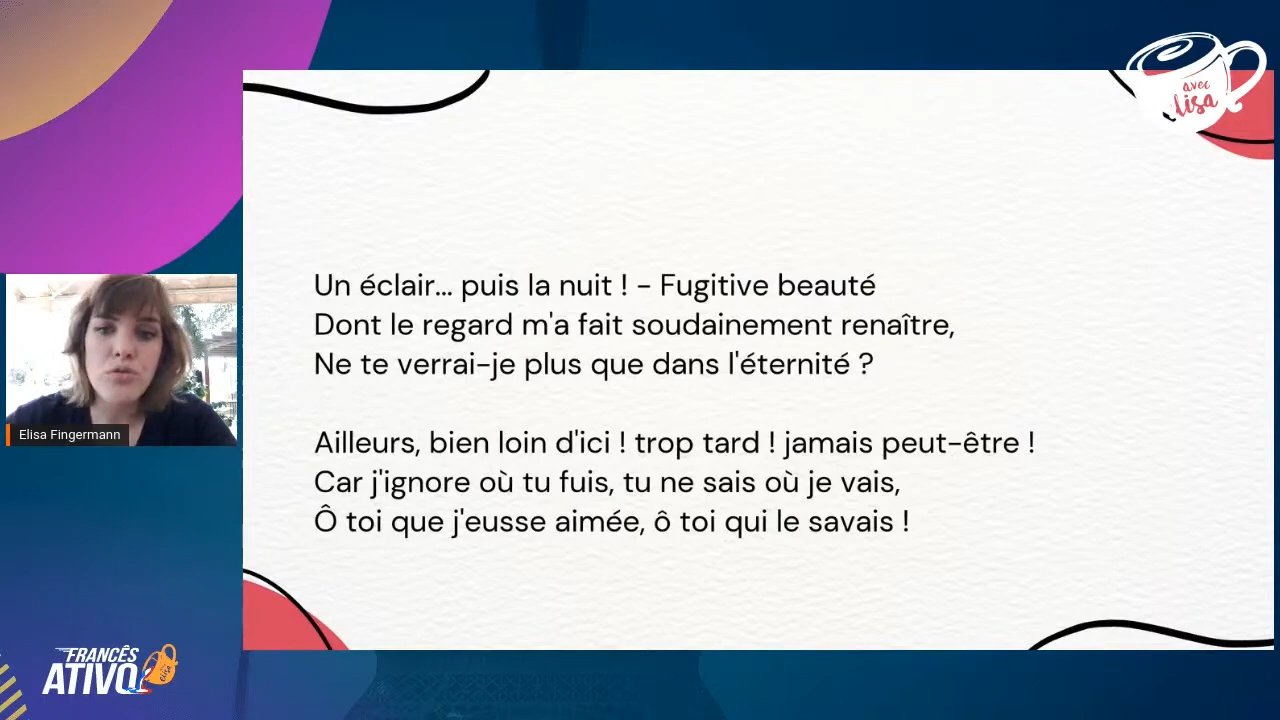 avec
elisa
Un éclair... puis la nuit ! - Fugitive beauté
Dont le regard m'a fait soudainement renaître,
Ne te verrai-je plus que dans l'éternité ?
Ailleurs, bien loin d'ici ! trop tard ! jamais peut-être !
Car j'ignore où tu fuis, tu ne sais où je vais,
Ô toi que j'eusse aimée, ô toi qui le savais !
Elisa Fingermann
FRANCÊS
ATIVO